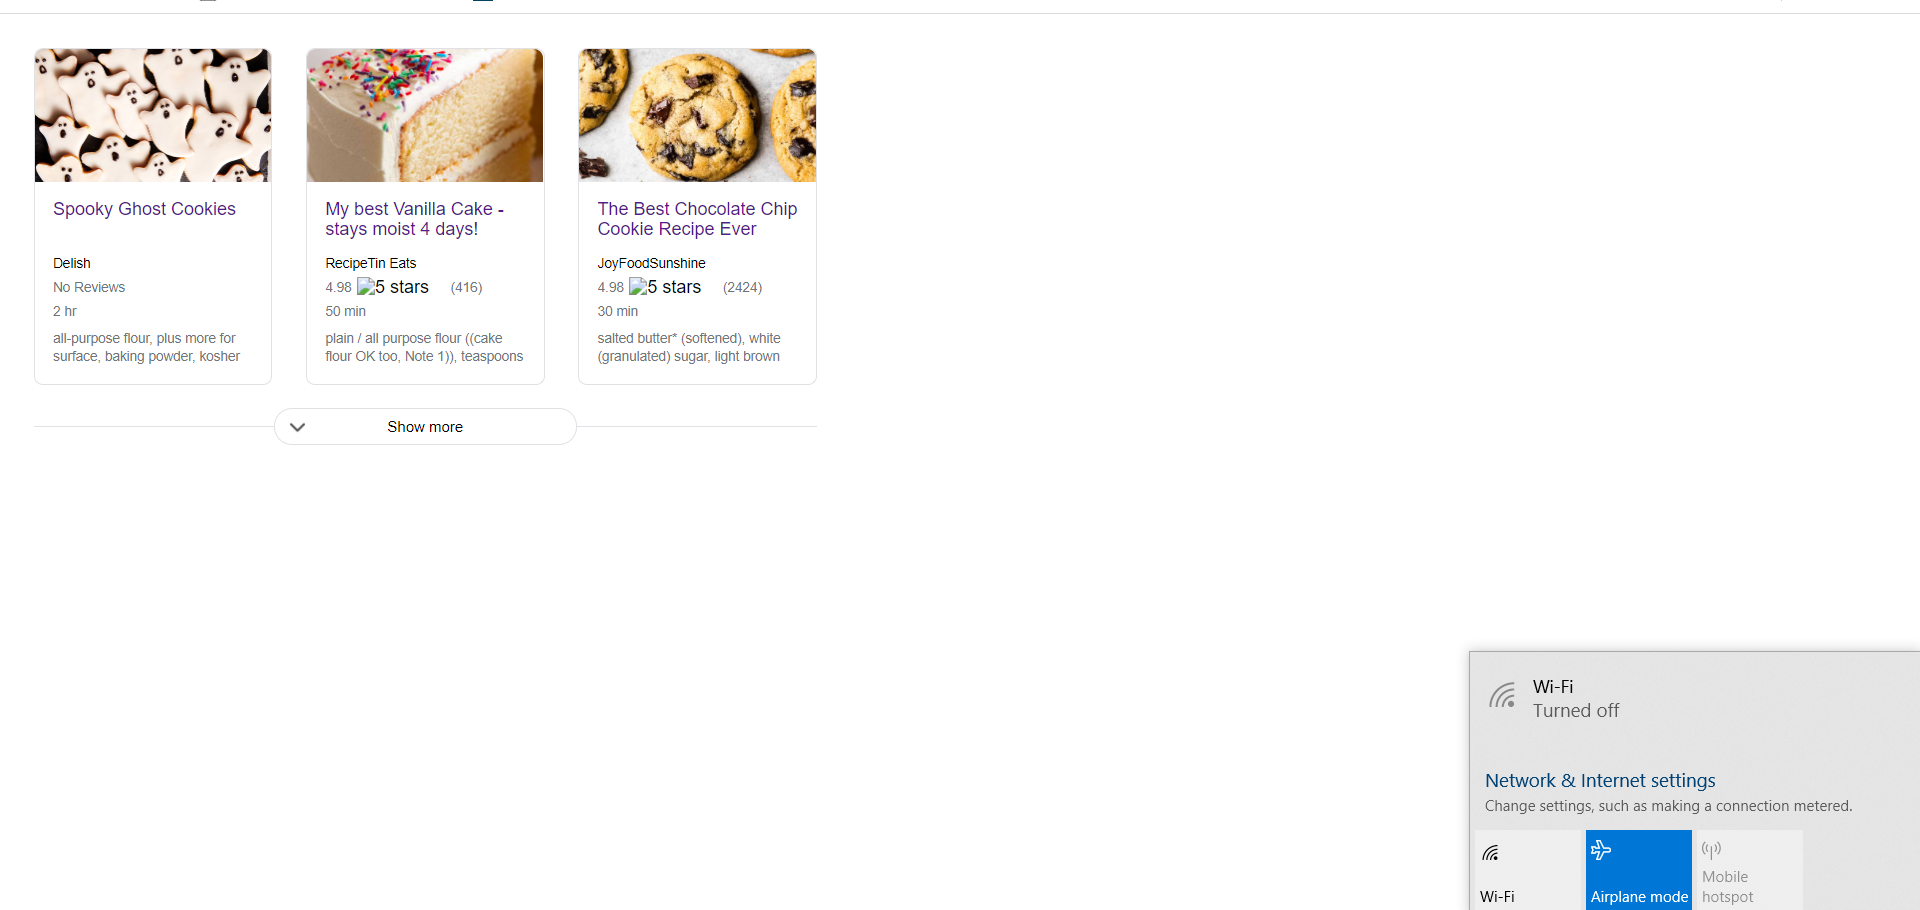 Spooky Ghost Cookies
Delish
No Reviews
2 hr
all-purpose flour, plus more for
surface, baking powder, kosher
My best Vanilla Cake -
stays moist 4 days!
RecipeTin Eats
4.98 5 stars (416)
50 min
plain / all purpose flour ((cake
flour OK too, Note 1)), teaspoons
The Best Chocolate Chip
Cookie Recipe Ever
JoyFoodSunshine
4.98 5 stars (2424)
30 min
salted butter* (softened), white
(granulated) sugar, light brown
Show more
Wi-Fi
Turned off
Network & Internet settings
Change settings, such as making a connection metered.
Wi-Fi
Airplane mode
Mobile
hotspot